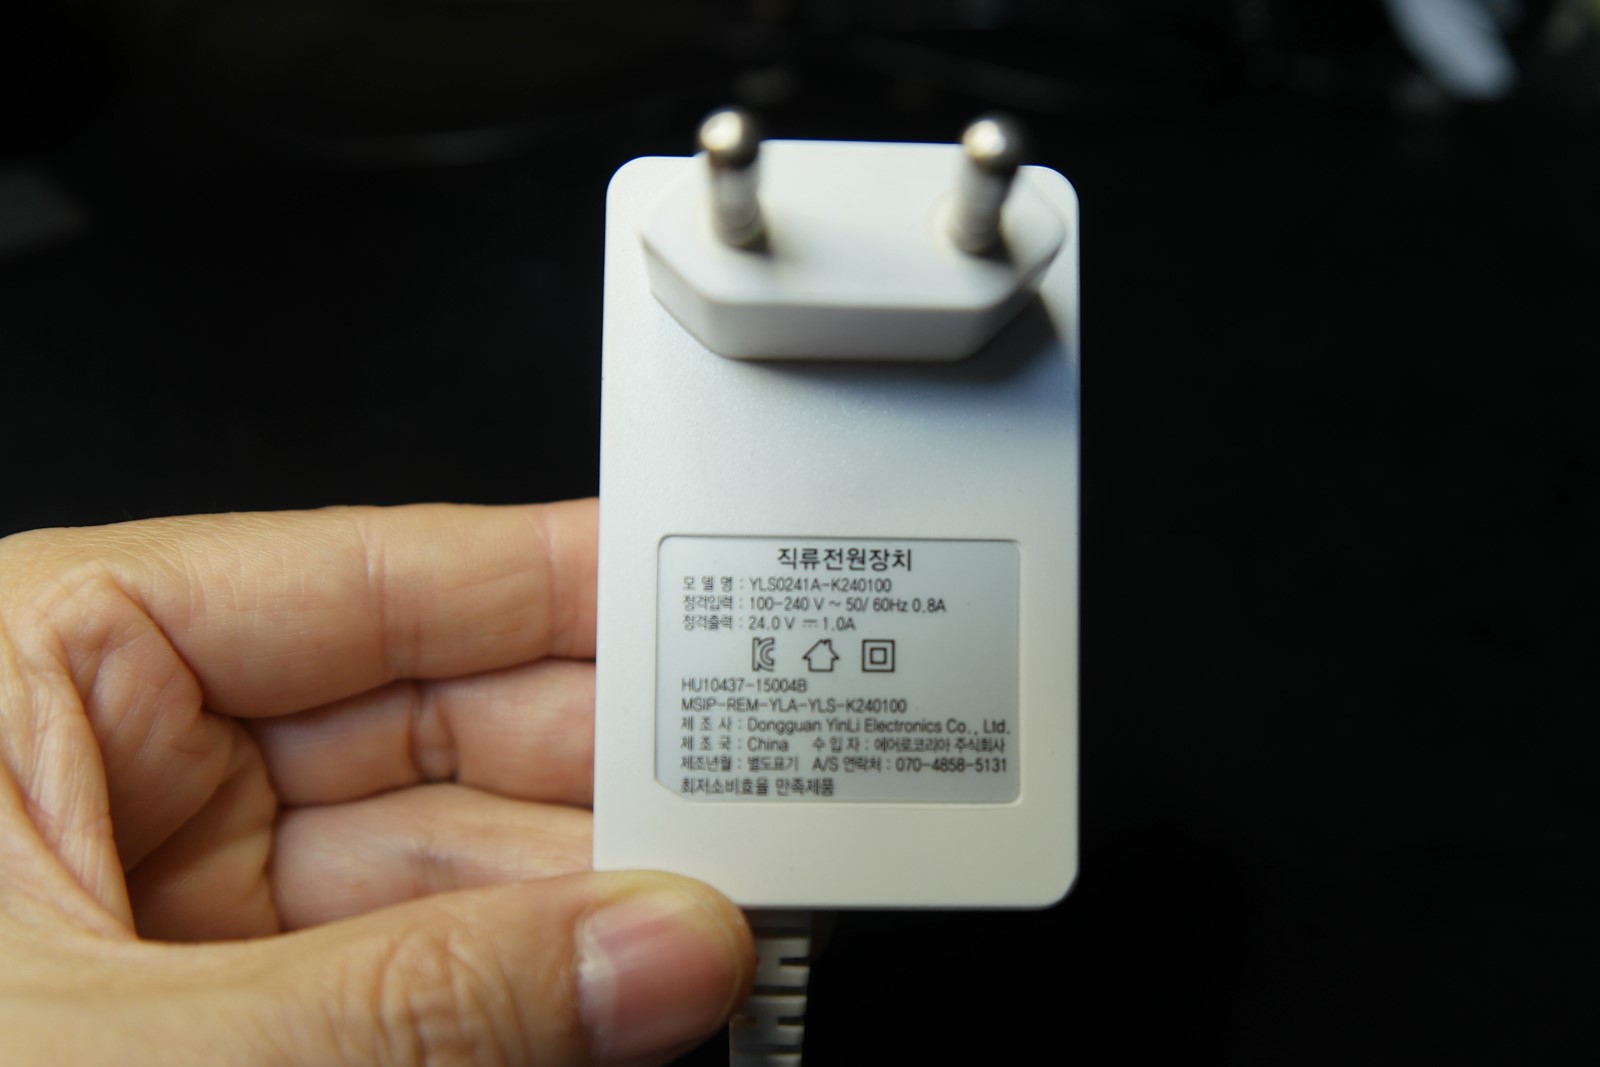 직류전원장치
모 델 명 : YLS0241A-K240100
정격입력 : 100-240 V ~ 50/ 60Hz 0.8A
정격출력 : 24.0 V ⎓ 1.0A
HU10437-15004B
MSIP-REM-YLA-YLS-K240100
제 조 사 : Dongguan YinLi Electronics Co., Ltd.
제 조 국 : China 수 입 자 : 에어로코리아 주식회사
제조년월 : 별도표기 A/S 연락처 : 070-4858-5131
최저소비효율 만족제품